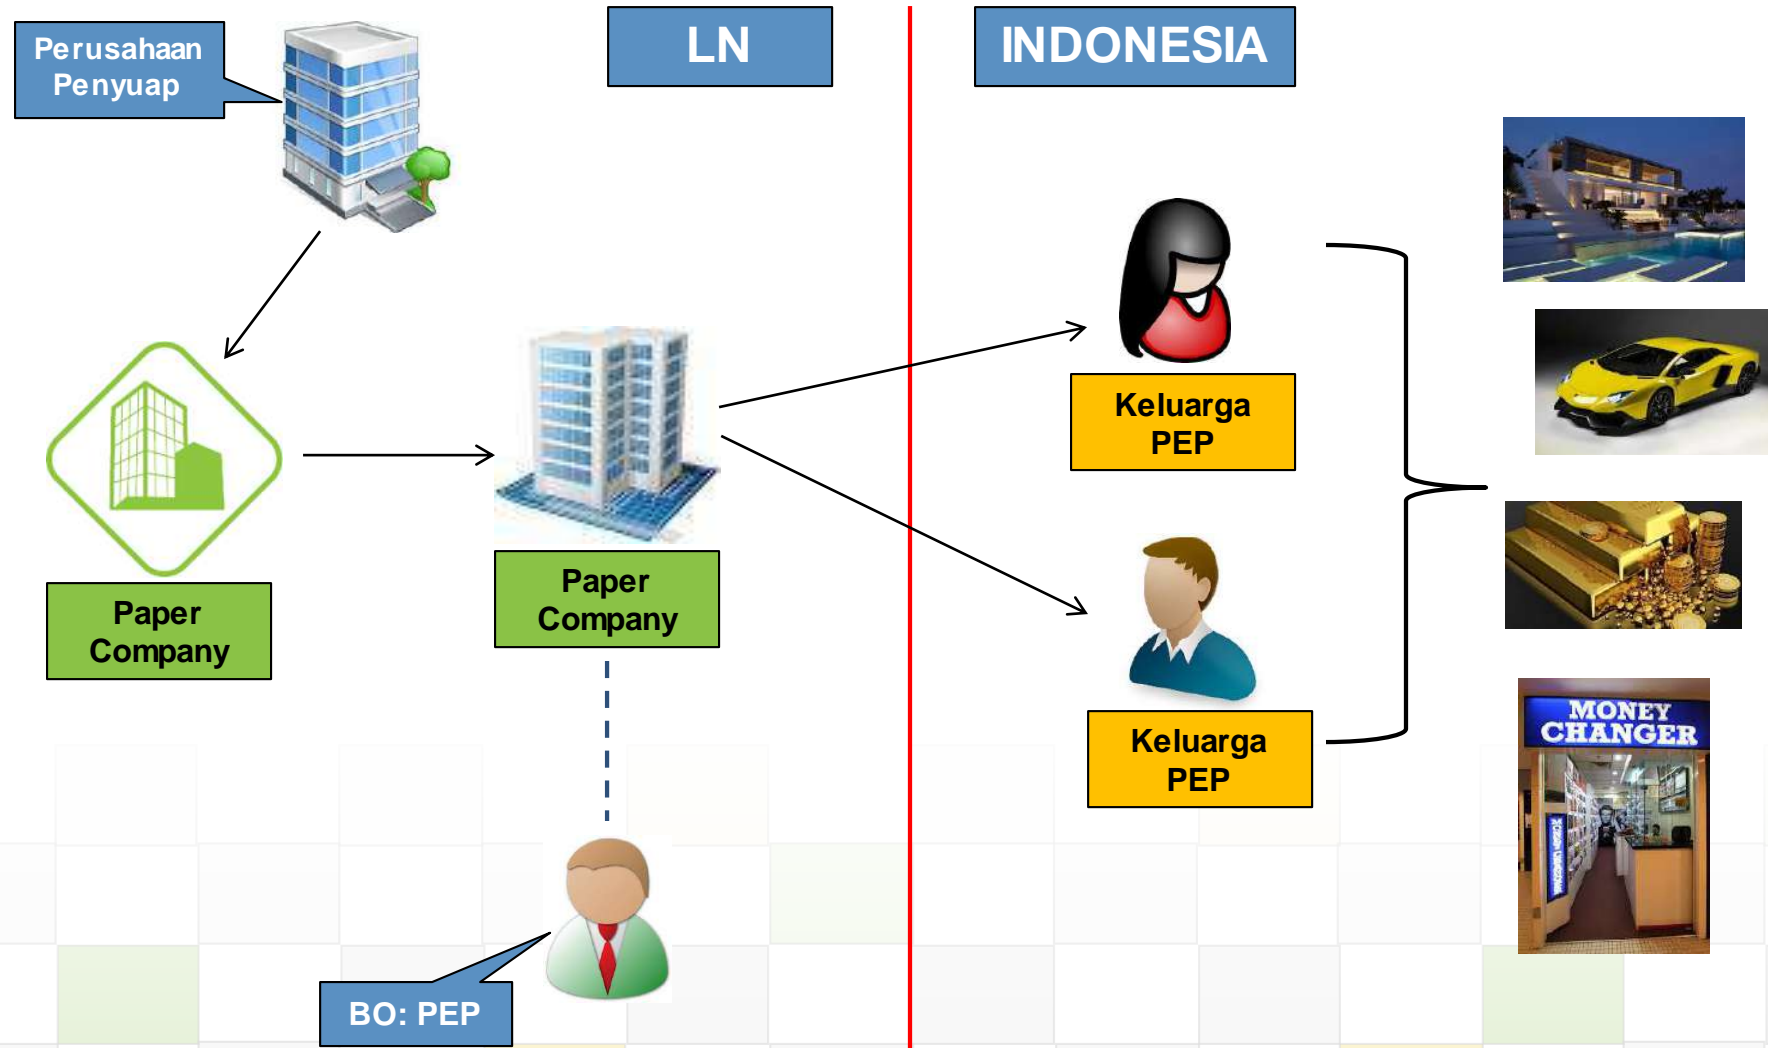 Perusahaan
Penyuap
LN
INDONESIA
Keluarga
PEP
Paper
Company
Paper
Company
Keluarga
PEP
MONEY
CHANGER
BO: PEP